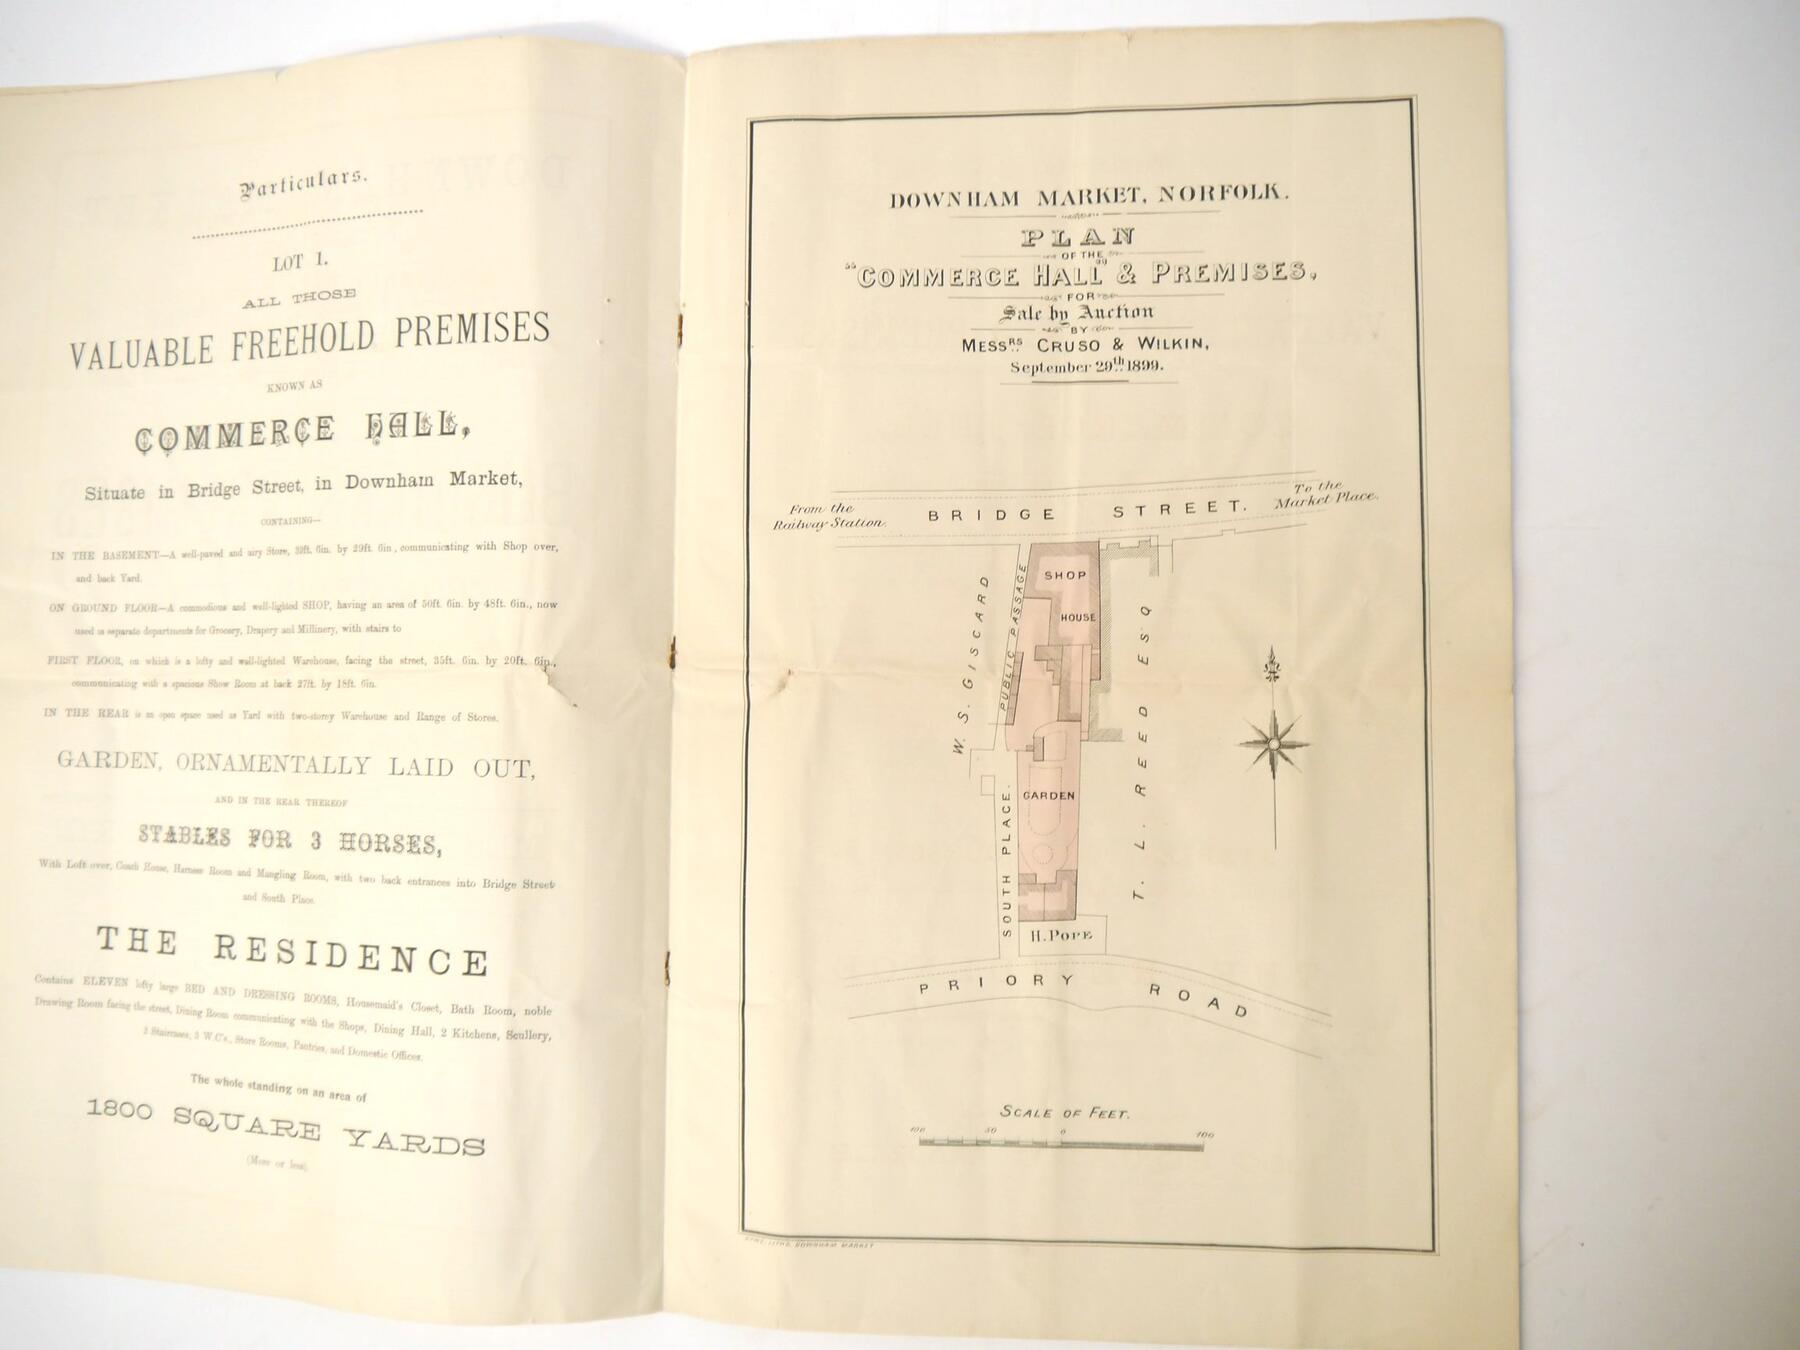 Particulars.
LOT 1.
ALL THOSE
VALUABLE FREEHOLD PREMISES
KNOWN AS
COMMERCE HALL,
Situate in Bridge Street, in Downham Market,
CONTAINING—
IN THE BASEMENT—A well-paved and airy Store, 39ft. 6in. by 29ft. 6in., communicating with Shop over,
and back Yard.
ON GROUND FLOOR—A commodious and well-lighted SHOP, having an area of 50ft. 6in. by 48ft. 6in., now
used as separate departments for Grocery, Drapery and Millinery, with stairs to
FIRST FLOOR, on which is a lofty and well-lighted Warehouse, facing the street, 35ft. 6in. by 20ft. 6in.,
communicating with a spacious Show Room at back 27ft. by 18ft. 6in.
IN THE REAR is an open space used as Yard with two-storey Warehouse and Range of Stores.
GARDEN, ORNAMENTALLY LAID OUT,
AND IN THE REAR THEREOF
STABLES FOR 3 HORSES,
With Loft over, Coach House, Harness Room and Mangling Room, with two back entrances into Bridge Street
and South Place.
THE RESIDENCE
Contains ELEVEN lofty large BED AND DRESSING ROOMS, Housemaid's Closet, Bath Room, noble
Drawing Room facing the street, Dining Room communicating with the Shops, Dining Hall, 2 Kitchens, Scullery,
2 Staircases, 3 W.C's., Store Rooms, Pantries, and Domestic Offices.
The whole standing on an area of
1800 SQUARE YARDS
(More or less).
DOWNHAM MARKET, NORFOLK.
PLAN
OF THE
"COMMERCE HALL" & PREMISES,
FOR
Sale by Auction
BY
MESSRS. CRUSO & WILKIN,
September 29th. 1899.
From the
Railway Station.
BRIDGE STREET.
To the
Market Place.
SHOP
HOUSE
PUBLIC PASSAGE
W. S. GISCARD
T. L. REED ESQ
GARDEN
SOUTH PLACE.
H. POPE
PRIORY ROAD
SCALE OF FEET.
100 50 0 100
LITHO. DOWNHAM MARKET